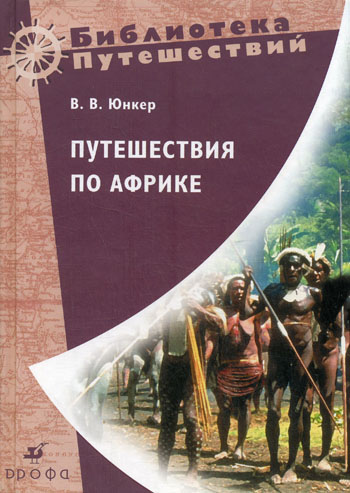 Библиотека
Путешествий
В. В. Юнкер
ПУТЕШЕСТВИЯ
ПО АФРИКЕ
ДРОФА